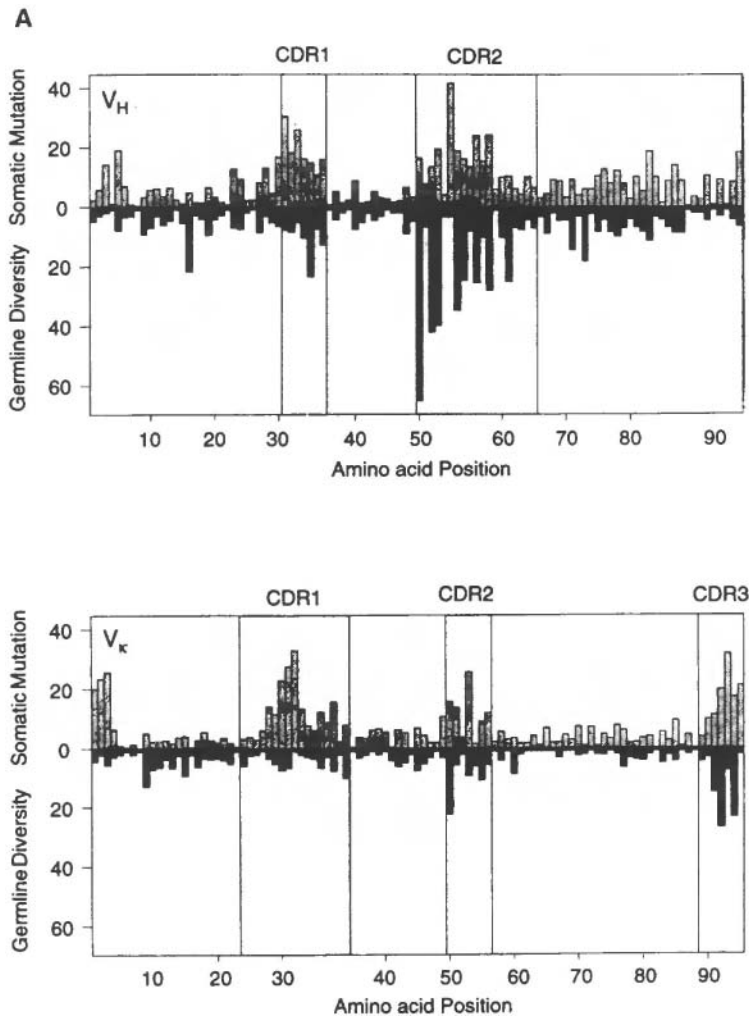 A
CDR1 CDR2
V_H
Somatic Mutation
Germline Diversity
40
20
0
20
40
60
10 20 30 40 50 60 70 80 90
Amino acid Position
CDR1 CDR2 CDR3
V_κ
Somatic Mutation
Germline Diversity
40
20
0
20
40
60
10 20 30 40 50 60 70 80 90
Amino acid Position